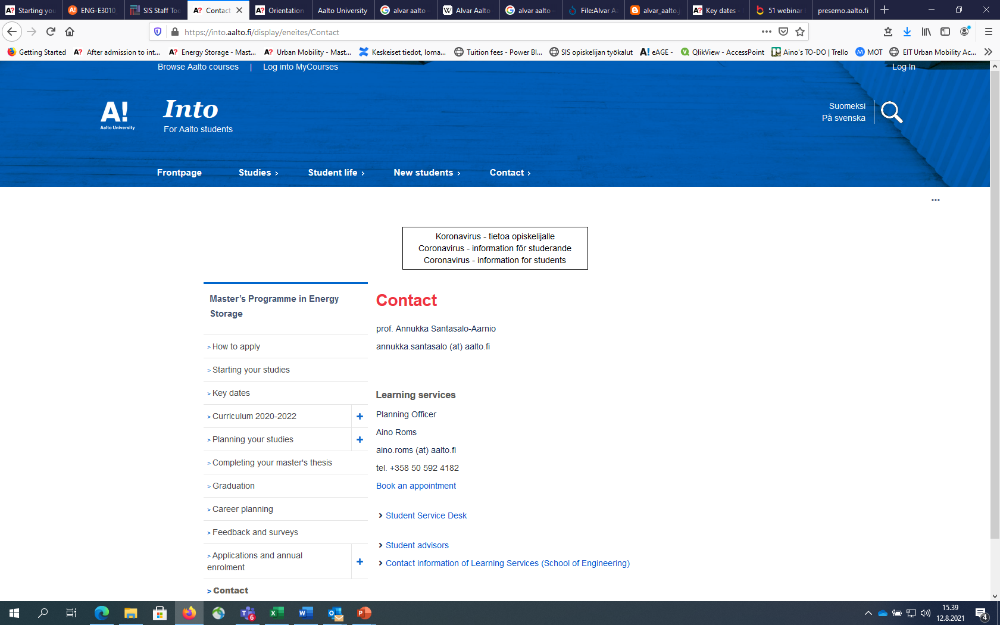 Starting you
ENG-E3010_
SIS Staff Too
Contact
Orientation
Aalto University
alvar aalto –
Alvar Aalto
alvar aalto –
File:Alvar Aa
alvar_aalto.j
Key dates –
51 webinar
presemo.aalto.fi
https://into.aalto.fi/display/eneites/Contact
Getting Started
After admission to int...
Energy Storage - Mast...
Urban Mobility - Mast...
Keskeiset tiedot, loma...
Tuition fees - Power BI...
SIS opiskelijan työkalut
A! eAGE -
QlikView - AccessPoint
Aino's TO-DO | Trello
MOT
EIT Urban Mobility Ac...
Browse Aalto courses | Log into MyCourses
Log In
A!
Aalto University
Into
For Aalto students
Suomeksi
På svenska
Frontpage
Studies ›
Student life ›
New students ›
Contact ›
Koronavirus - tietoa opiskelijalle
Coronavirus - information för studerande
Coronavirus - information for students
Master’s Programme in Energy
Storage
> How to apply
> Starting your studies
> Key dates
> Curriculum 2020-2022
> Planning your studies
> Completing your master's thesis
> Graduation
> Career planning
> Feedback and surveys
> Applications and annual
enrolment
> Contact
Contact
prof. Annukka Santasalo-Aarnio
annukka.santasalo (at) aalto.fi
Learning services
Planning Officer
Aino Roms
aino.roms (at) aalto.fi
tel. +358 50 592 4182
Book an appointment
Student Service Desk
Student advisors
Contact information of Learning Services (School of Engineering)
6
15.39
12.8.2021
4